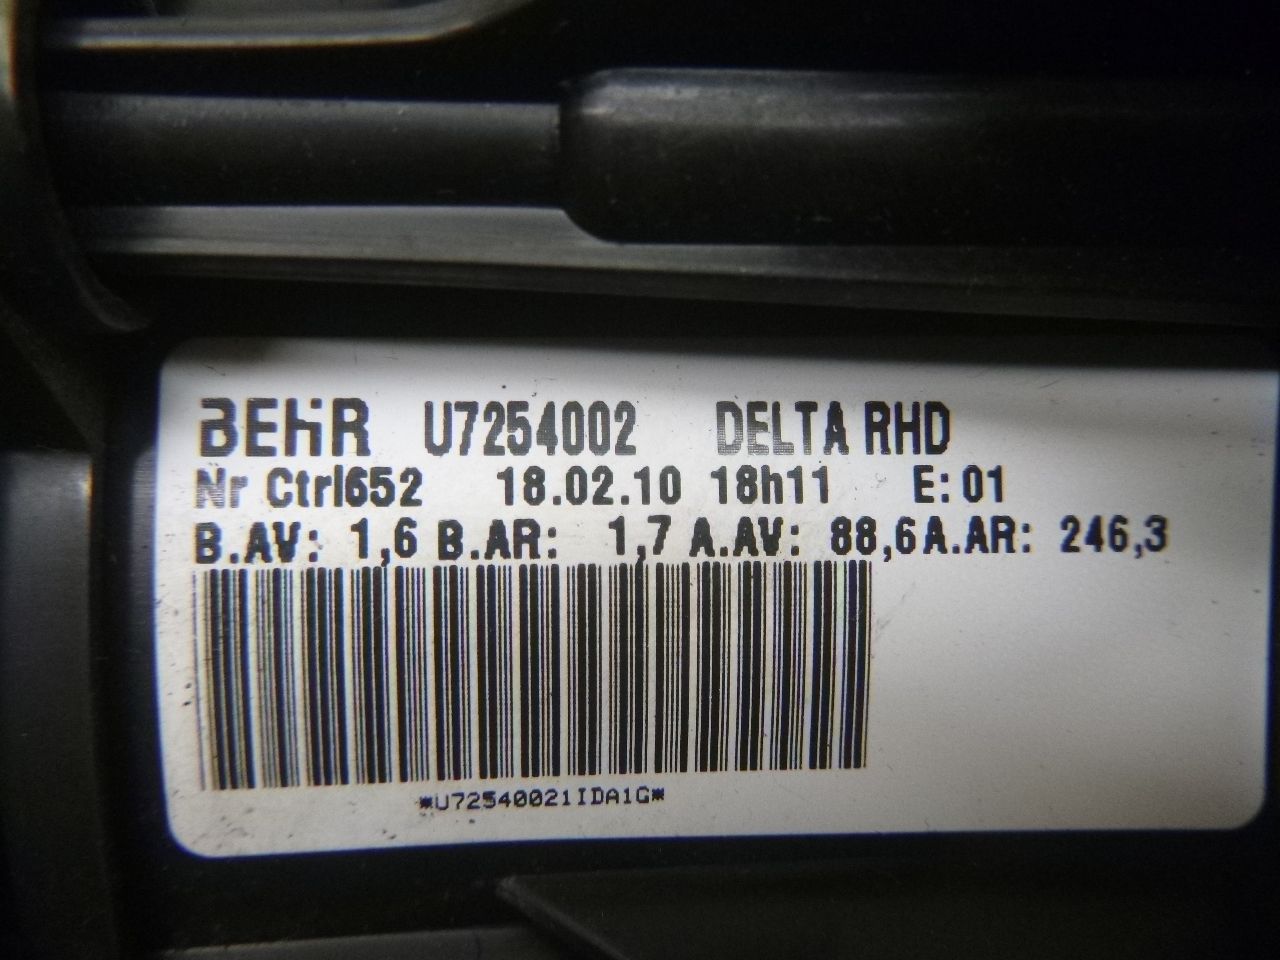 BEHR U7254002 DELTA RHD
Nr Ctrl652 18.02.10 18h11 E: 01
B.AV: 1,6 B.AR: 1,7 A.AV: 88,6 A.AR: 246,3
*U72540021IDA1G*